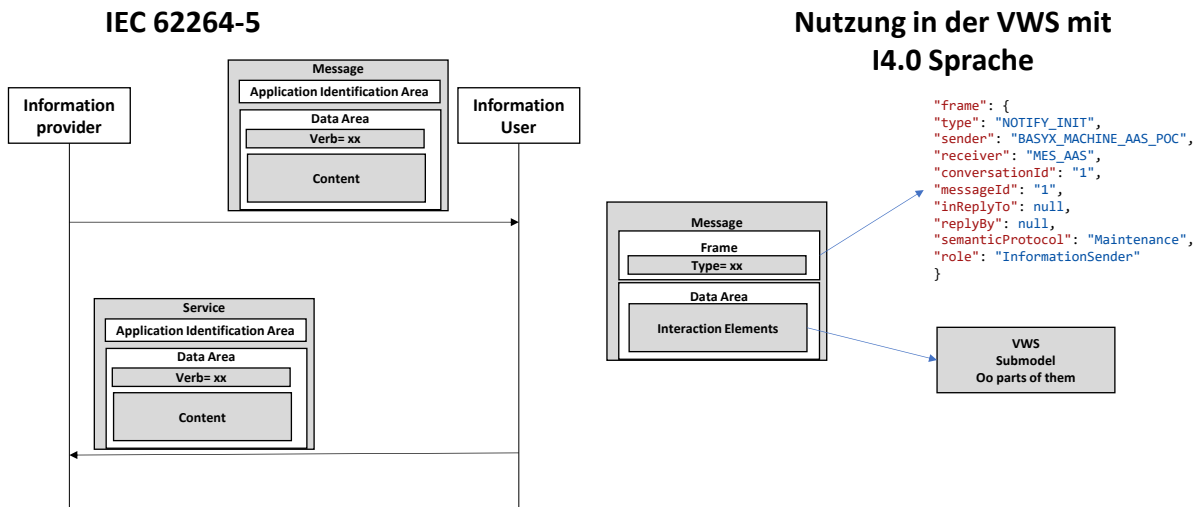 IEC 62264-5
Information
provider
Message
Application Identification Area
Data Area
Verb= xx
Content
Information
User
Service
Application Identification Area
Data Area
Verb= xx
Content
Nutzung in der VWS mit
I4.0 Sprache
Message
Frame
Type= xx
Data Area
Interaction Elements
"frame": {
"type": "NOTIFY_INIT",
"sender": "BASYX_MACHINE_AAS_POC",
"receiver": "MES_AAS",
"conversationId": "1",
"messageId": "1",
"inReplyTo": null,
"replyBy": null,
"semanticProtocol": "Maintenance",
"role": "InformationSender"
}
VWS
Submodel
Oo parts of them